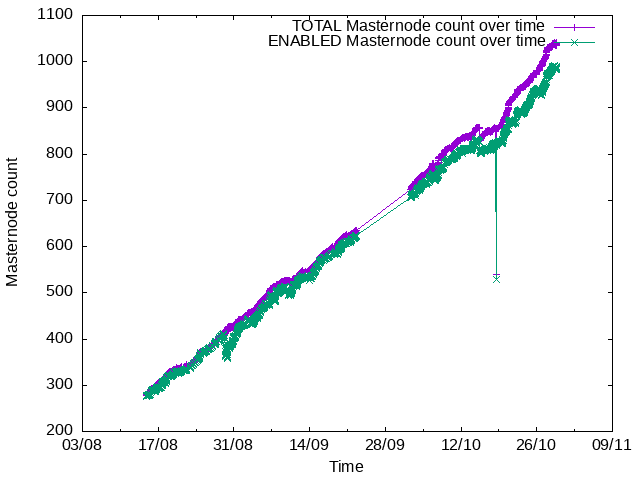 TOTAL Masternode count over time
ENABLED Masternode count over time
1100
1000
900
800
700
600
500
400
300
200
Masternode count
03/08 17/08 31/08 14/09 28/09 12/10 26/10 09/11
Time